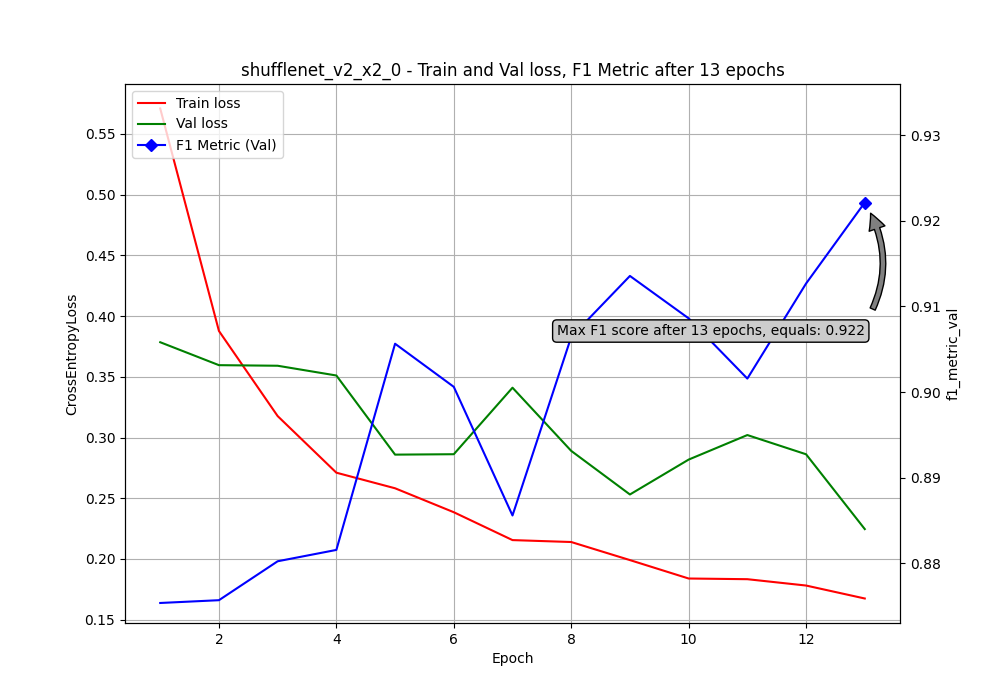 shufflenet_v2_x2_0 - Train and Val loss, F1 Metric after 13 epochs
Train loss
Val loss
F1 Metric (Val)
0.55
0.50
0.45
0.40
0.35
0.30
0.25
0.20
0.15
CrossEntropyLoss
Max F1 score after 13 epochs, equals: 0.922
0.93
0.92
0.91
0.90
0.89
0.88
f1_metric_val
2 4 6 8 10 12
Epoch